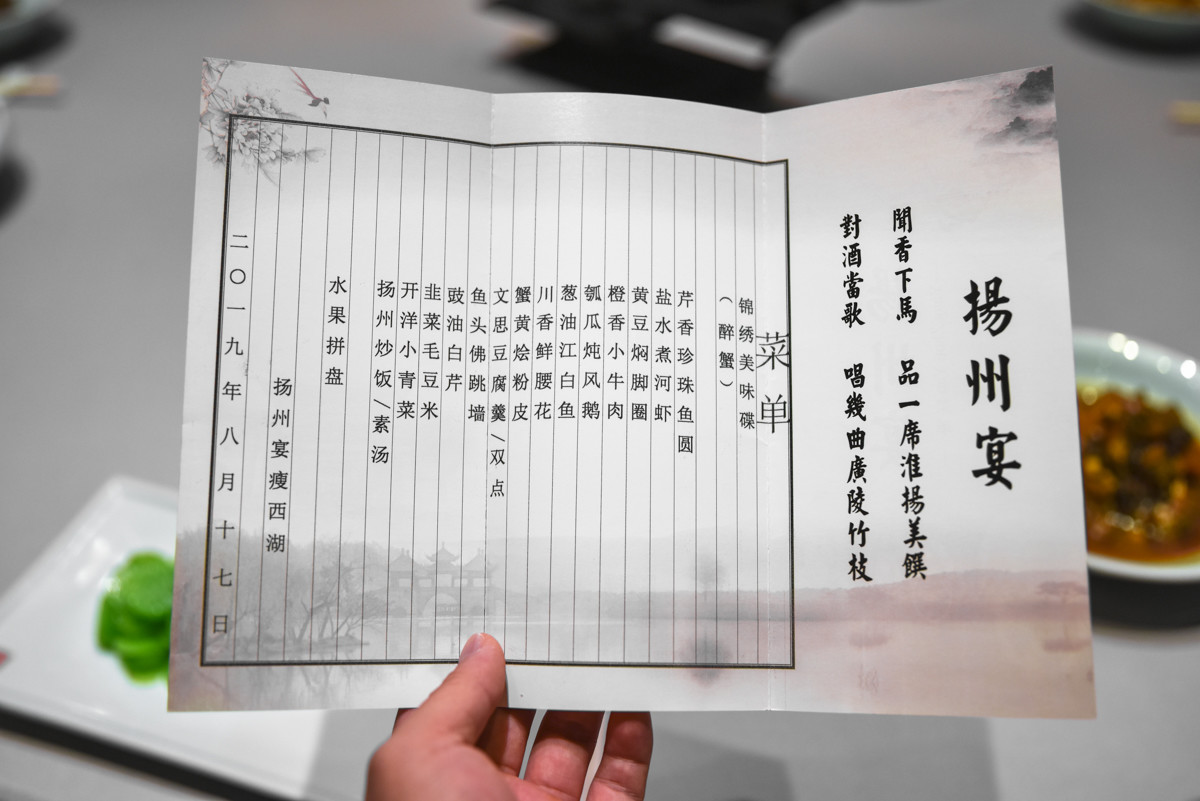 揚州宴
聞香下馬 品一席淮揚美饌
對酒當歌 唱幾曲廣陵竹枝
菜单
锦绣美味碟
（醉蟹）
芹香珍珠鱼圆
盐水煮河虾
黄豆焖脚圈
橙香小牛肉
瓠瓜炖风鹅
葱油江白鱼
川香鲜腰花
蟹黄烩粉皮
文思豆腐羹/双点
鱼头佛跳墙
豉油白芹
韭菜毛豆米
开洋小青菜
扬州炒饭/素汤
水果拼盘
扬州宴瘦西湖
二〇一九年八月十七日